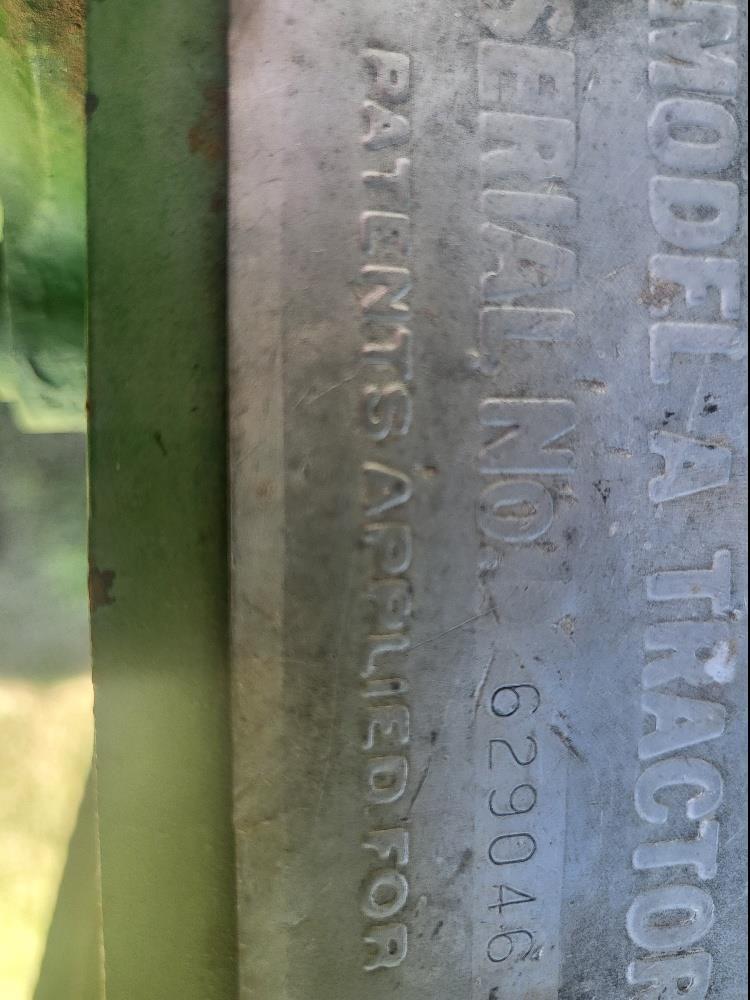 MODEL A TRACTOR
SERIAL NO. 629046
PATENTS APPLIED FOR